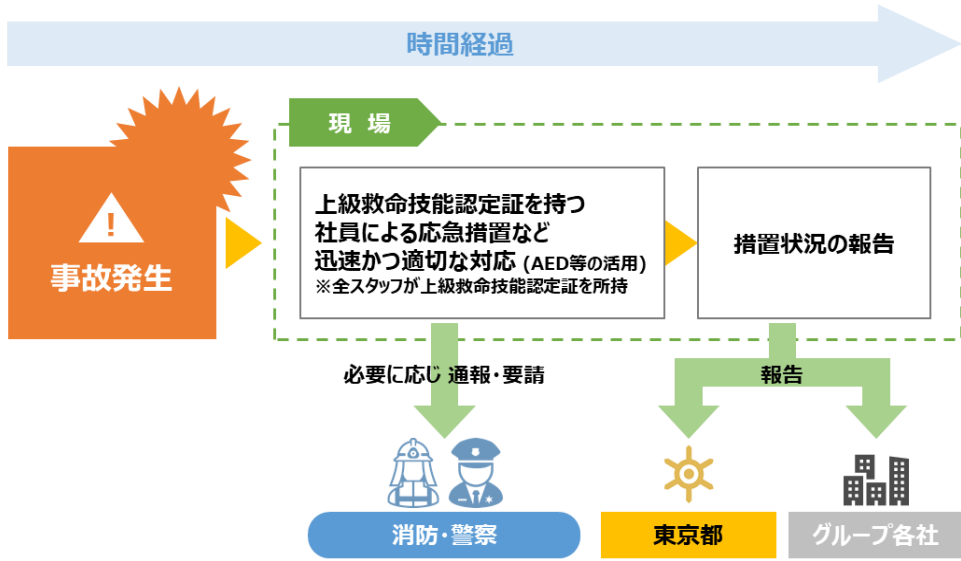 時間経過
現 場
事故発生
上級救命技能認定証を持つ
社員による応急措置など
迅速かつ適切な対応 (AED等の活用)
※全スタッフが上級救命技能認定証を所持
措置状況の報告
必要に応じ 通報・要請
報告
消防・警察
東京都
グループ各社